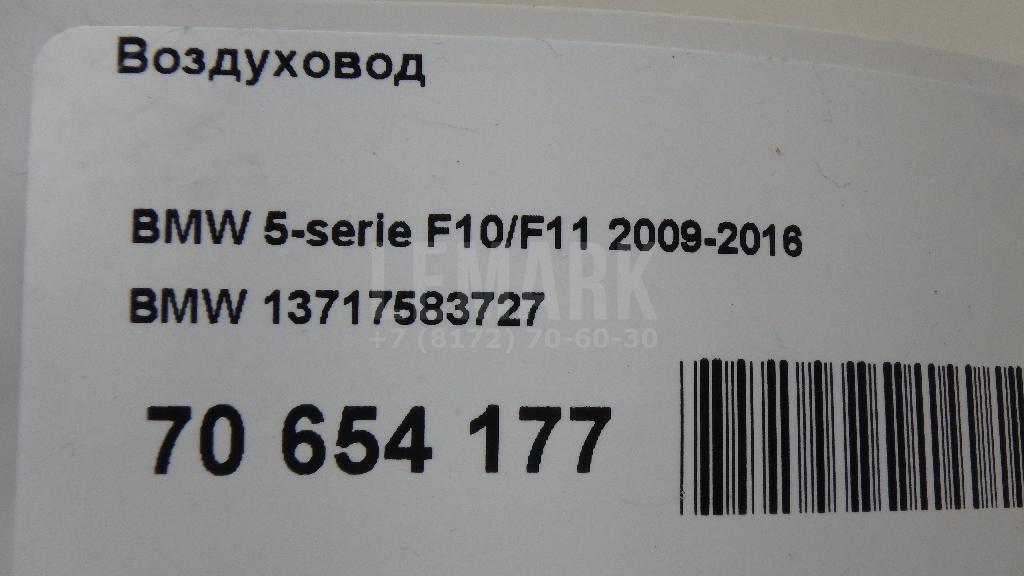 Воздуховод
BMW 5-serie F10/F11 2009-2016
LEMARK
BMW 13717583727
+7 (8172) 70-60-30
70 654 177